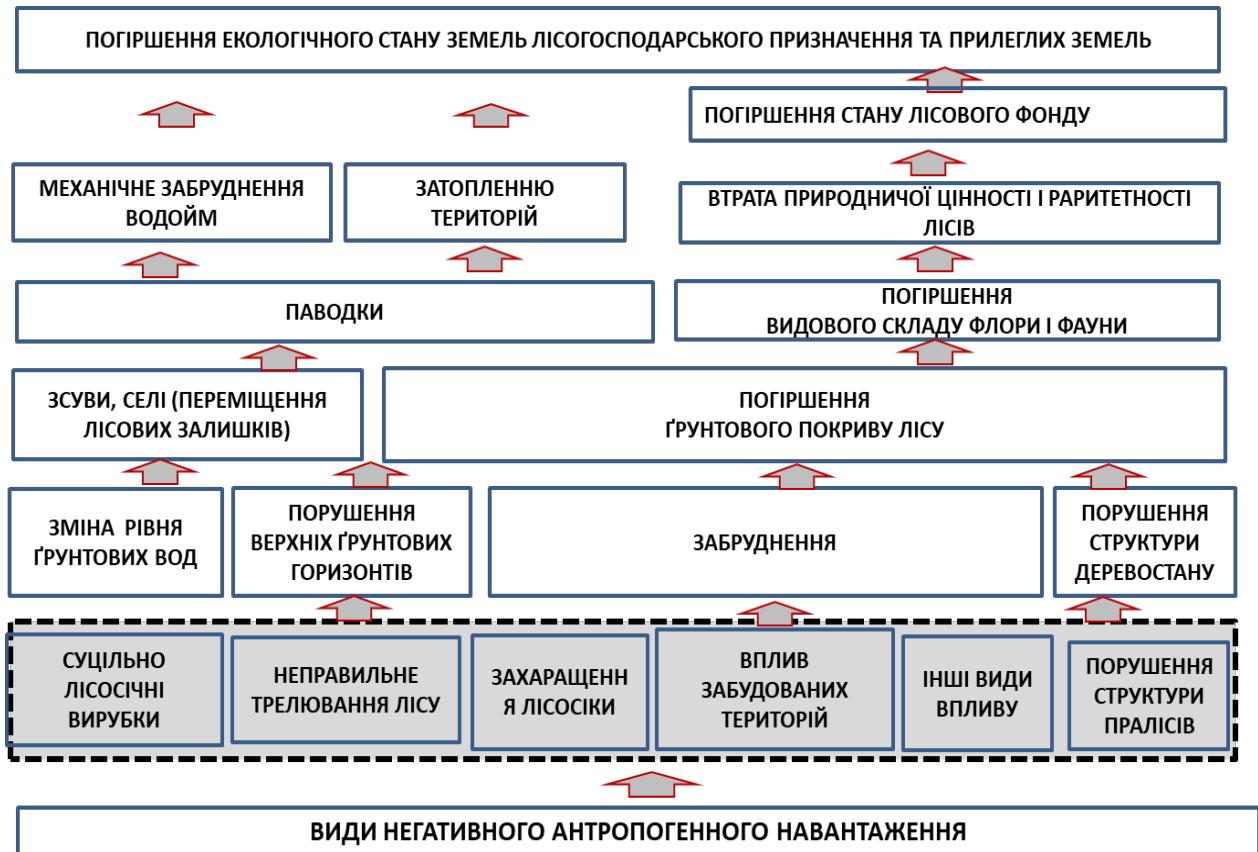 ПОГІРШЕННЯ ЕКОЛОГІЧНОГО СТАНУ ЗЕМЕЛЬ ЛІСОГОСПОДАРСЬКОГО ПРИЗНАЧЕННЯ ТА ПРИЛЕГЛИХ ЗЕМЕЛЬ
ПОГІРШЕННЯ СТАНУ ЛІСОВОГО ФОНДУ
МЕХАНІЧНЕ ЗАБРУДНЕННЯ
ВОДОЙМ
ЗАТОПЛЕННЮ
ТЕРИТОРІЙ
ВТРАТА ПРИРОДНИЧОЇ ЦІННОСТІ І РАРИТЕТНОСТІ
ЛІСІВ
ПАВОДКИ
ПОГІРШЕННЯ
ВИДОВОГО СКЛАДУ ФЛОРИ І ФАУНИ
ЗСУВИ, СЕЛІ (ПЕРЕМІЩЕННЯ
ЛІСОВИХ ЗАЛИШКІВ)
ПОГІРШЕННЯ
ҐРУНТОВОГО ПОКРИВУ ЛІСУ
ЗМІНА РІВНЯ
ҐРУНТОВИХ ВОД
ПОРУШЕННЯ
ВЕРХНІХ ҐРУНТОВИХ
ГОРИЗОНТІВ
ЗАБРУДНЕННЯ
ПОРУШЕННЯ
СТРУКТУРИ
ДЕРЕВОСТАНУ
СУЦІЛЬНО
ЛІСОСІЧНІ
ВИРУБКИ
НЕПРАВИЛЬНЕ
ТРЕЛЮВАННЯ ЛІСУ
ЗАХАРАЩЕНН
Я ЛІСОСІКИ
ВПЛИВ
ЗАБУДОВАНИХ
ТЕРИТОРІЙ
ІНШІ ВИДИ
ВПЛИВУ
ПОРУШЕННЯ
СТРУКТУРИ
ПРАЛІСІВ
ВИДИ НЕГАТИВНОГО АНТРОПОГЕННОГО НАВАНТАЖЕННЯ